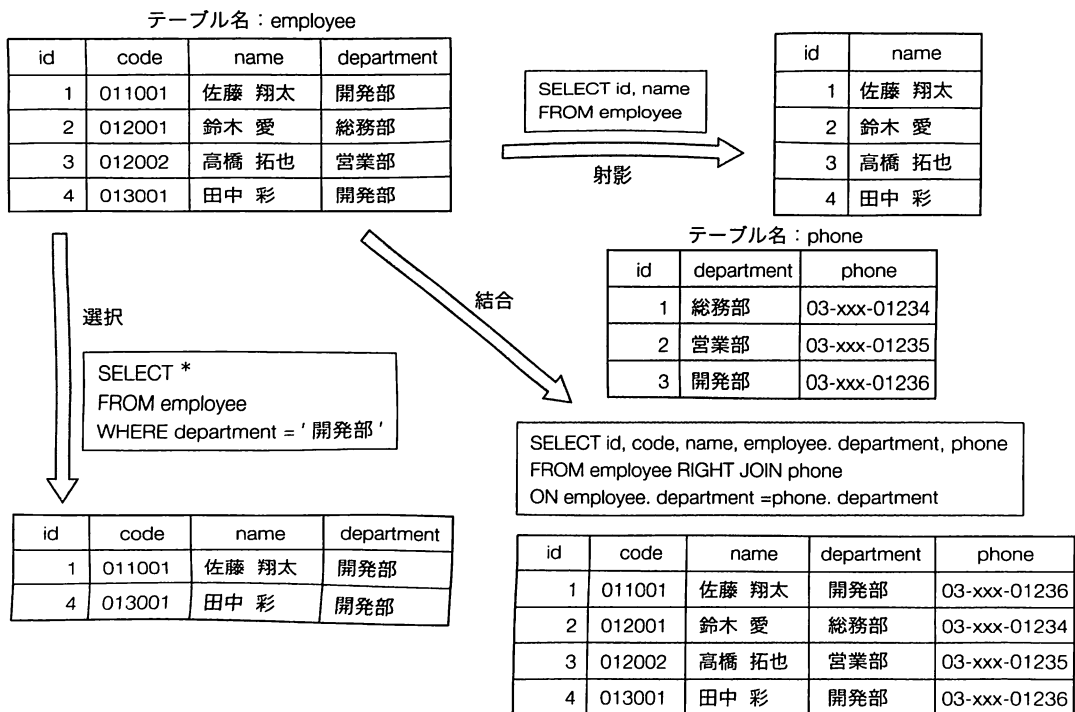 テーブル名：employee
id code name department
1 011001 佐藤 翔太 開発部
2 012001 鈴木 愛 総務部
3 012002 高橋 拓也 営業部
4 013001 田中 彩 開発部
SELECT id, name
FROM employee
射影
id name
1 佐藤 翔太
2 鈴木 愛
3 高橋 拓也
4 田中 彩
テーブル名：phone
id department phone
1 総務部 03-xxx-01234
2 営業部 03-xxx-01235
3 開発部 03-xxx-01236
選択
SELECT *
FROM employee
WHERE department = ' 開発部 '
id code name department
1 011001 佐藤 翔太 開発部
4 013001 田中 彩 開発部
結合
SELECT id, code, name, employee. department, phone
FROM employee RIGHT JOIN phone
ON employee. department =phone. department
id code name department phone
1 011001 佐藤 翔太 開発部 03-xxx-01236
2 012001 鈴木 愛 総務部 03-xxx-01234
3 012002 高橋 拓也 営業部 03-xxx-01235
4 013001 田中 彩 開発部 03-xxx-01236